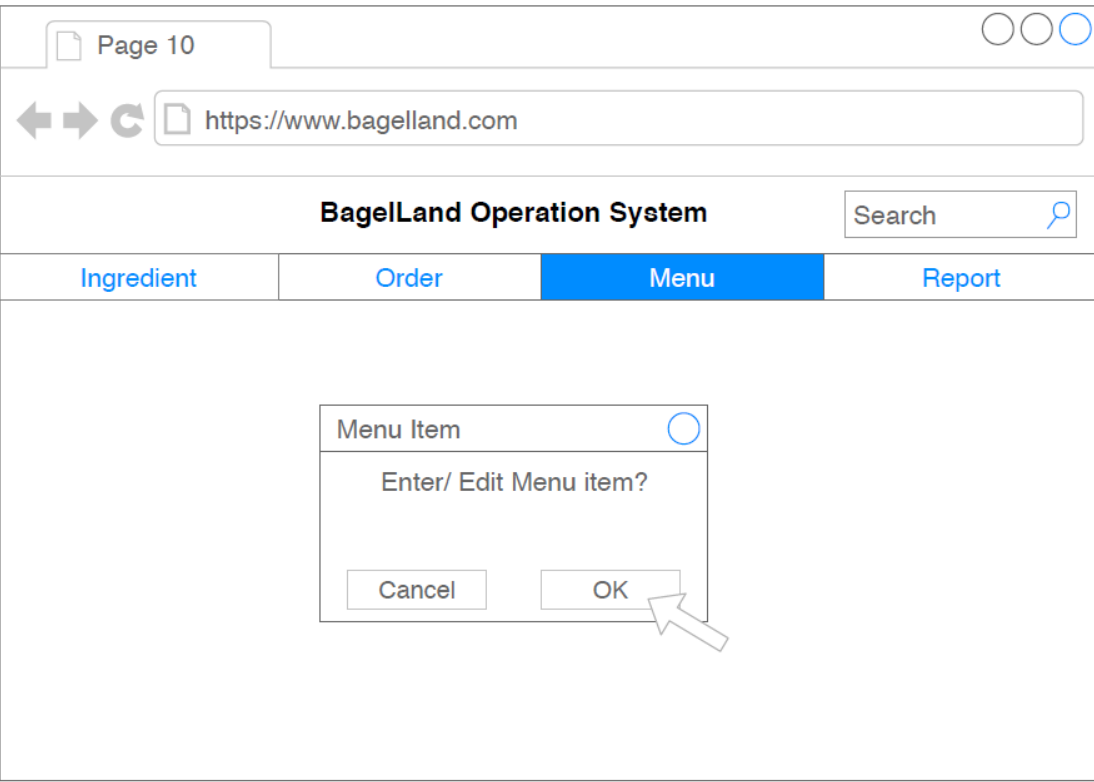 Page 10
https://www.bagelland.com
BagelLand Operation System
Search
Ingredient Order Menu Report
Menu Item
Enter/ Edit Menu item?
Cancel OK